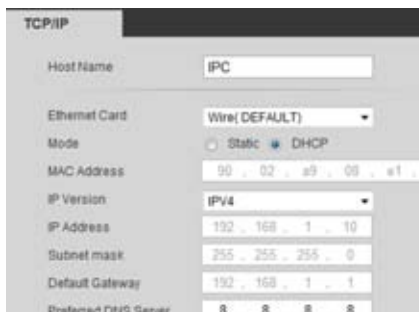 TCP/IP
Host Name IPC
Ethernet Card Wire(DEFAULT)
Mode Static DHCP
MAC Address 90 . 02 . a9 . 08 . e1 .
IP Version IPV4
IP Address 192 . 168 . 1 . 10
Subnet mask 255 . 255 . 255 . 0
Default Gateway 192 . 168 . 1 . 1
Preferred DNS Server 8 . 8 . 8 . 8